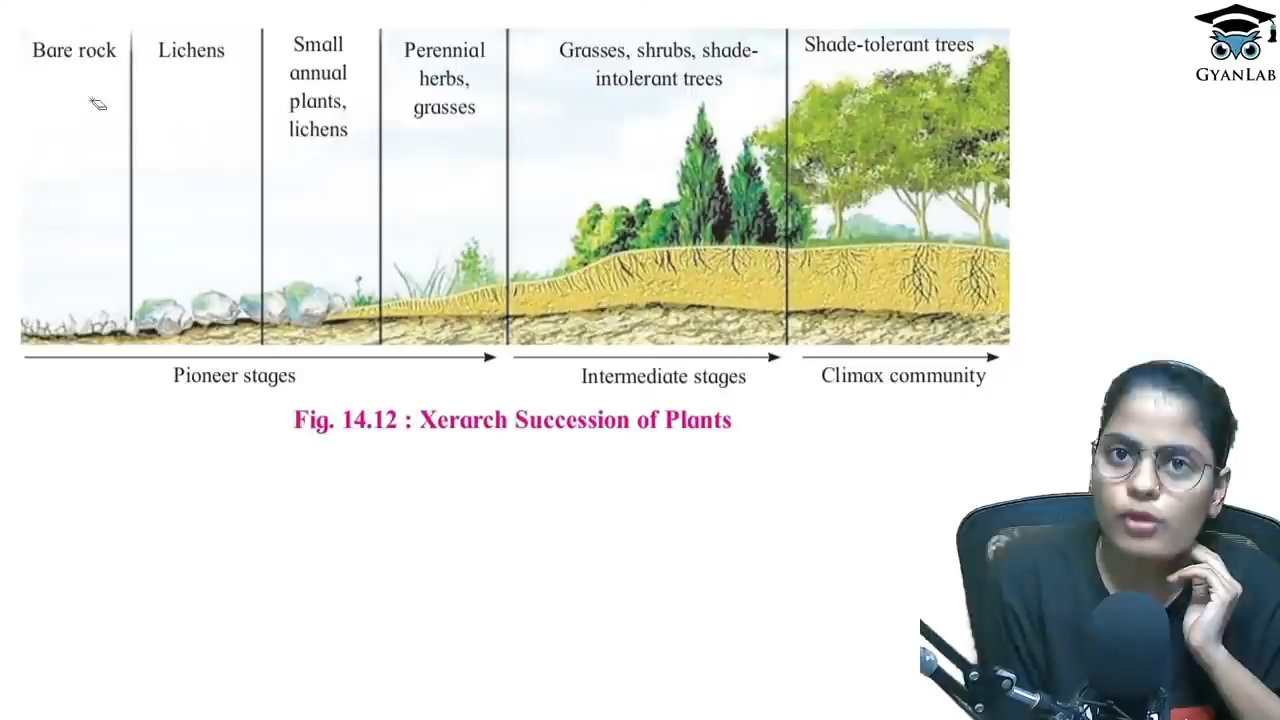 Bare rock
Lichens
Small
annual
plants,
lichens
Perennial
herbs,
grasses
Grasses, shrubs, shade-
intolerant trees
Shade-tolerant trees
Pioneer stages
Intermediate stages
Climax community
Fig. 14.12 : Xerarch Succession of Plants
GYANLAB